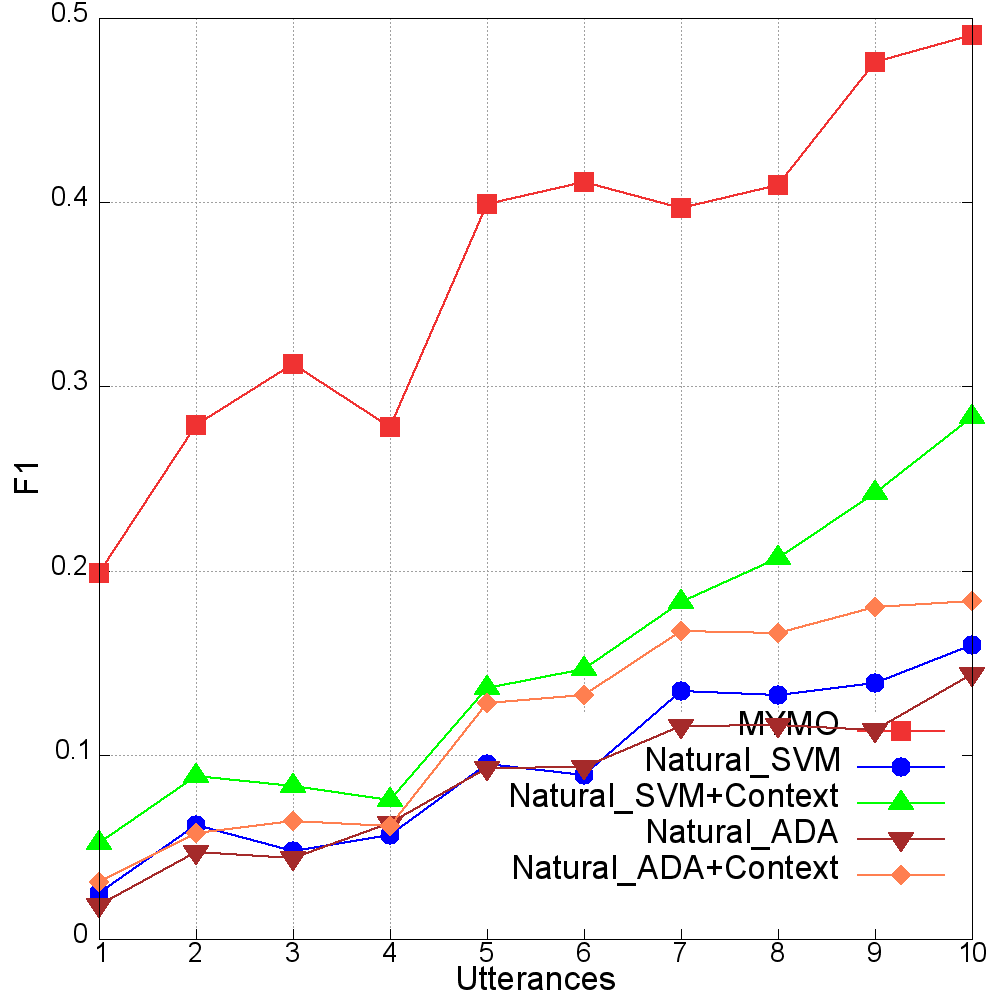 0.5
0.4
0.3
0.2
0.1
0
F1
MYMO
Natural_SVM
Natural_SVM+Context
Natural_ADA
Natural_ADA+Context
1 2 3 4 5 6 7 8 9 10
Utterances